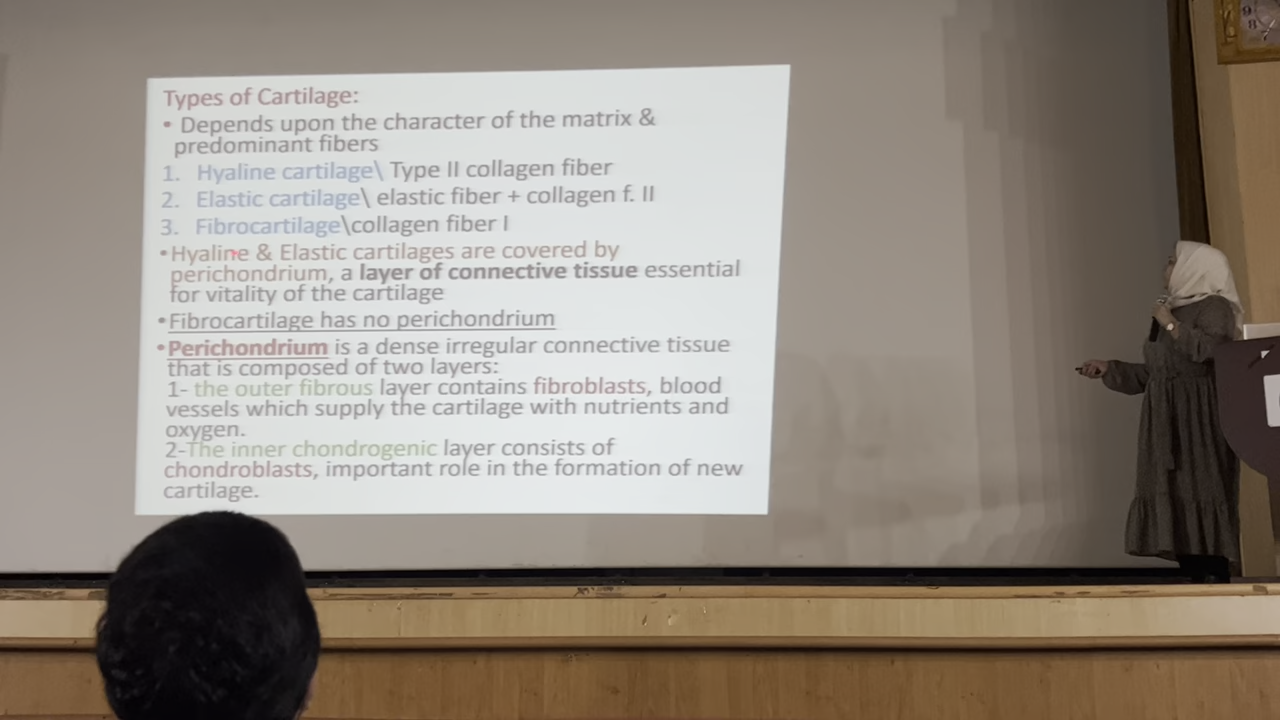 Types of Cartilage:
• Depends upon the character of the matrix &
predominant fibers
1. Hyaline cartilage\ Type II collagen fiber
2. Elastic cartilage\ elastic fiber + collagen f. II
3. Fibrocartilage\collagen fiber I
•Hyaline & Elastic cartilages are covered by
perichondrium, a layer of connective tissue essential
for vitality of the cartilage
•Fibrocartilage has no perichondrium
•Perichondrium is a dense irregular connective tissue
that is composed of two layers:
1- the outer fibrous layer contains fibroblasts, blood
vessels which supply the cartilage with nutrients and
oxygen.
2-The inner chondrogenic layer consists of
chondroblasts, important role in the formation of new
cartilage.
9
8